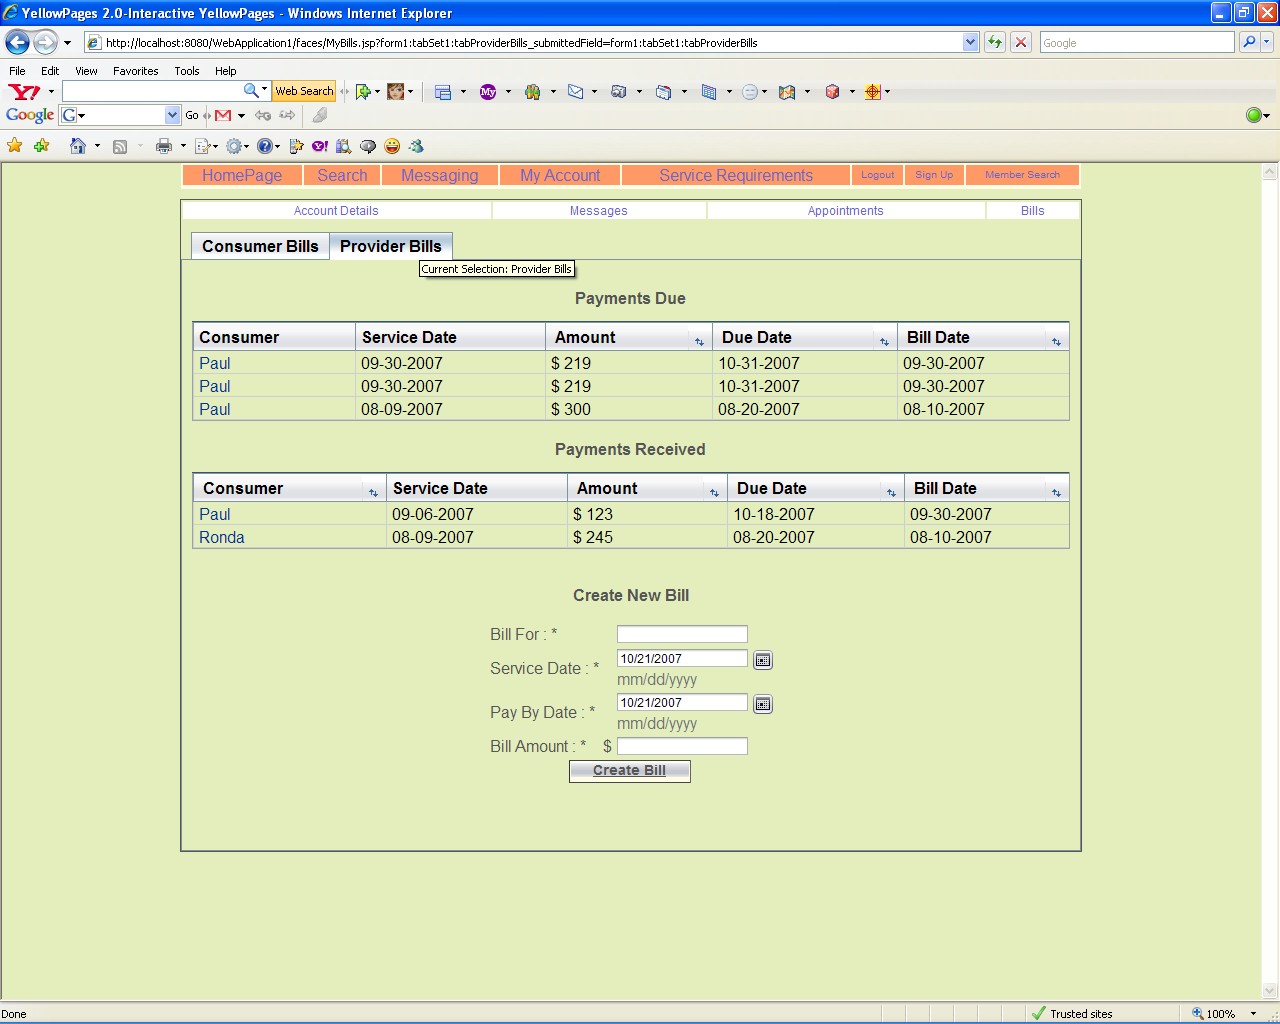 YellowPages 2.0-Interactive YellowPages - Windows Internet Explorer
http://localhost:8080/WebApplication1/faces/MyBills.jsp?form1:tabSet1:tabProviderBills_submittedField=form1:tabSet1:tabProviderBills
Google
File Edit View Favorites Tools Help
Y! Web Search My
Google G Go
HomePage Search Messaging My Account Service Requirements Logout Sign Up Member Search
Account Details Messages Appointments Bills
Consumer Bills Provider Bills
Current Selection: Provider Bills
Payments Due
Consumer Service Date Amount Due Date Bill Date
Paul 09-30-2007 $ 219 10-31-2007 09-30-2007
Paul 09-30-2007 $ 219 10-31-2007 09-30-2007
Paul 08-09-2007 $ 300 08-20-2007 08-10-2007
Payments Received
Consumer Service Date Amount Due Date Bill Date
Paul 09-06-2007 $ 123 10-18-2007 09-30-2007
Ronda 08-09-2007 $ 245 08-20-2007 08-10-2007
Create New Bill
Bill For : *
Service Date : * 10/21/2007
mm/dd/yyyy
Pay By Date : * 10/21/2007
mm/dd/yyyy
Bill Amount : * $
Create Bill
Done Trusted sites 100%